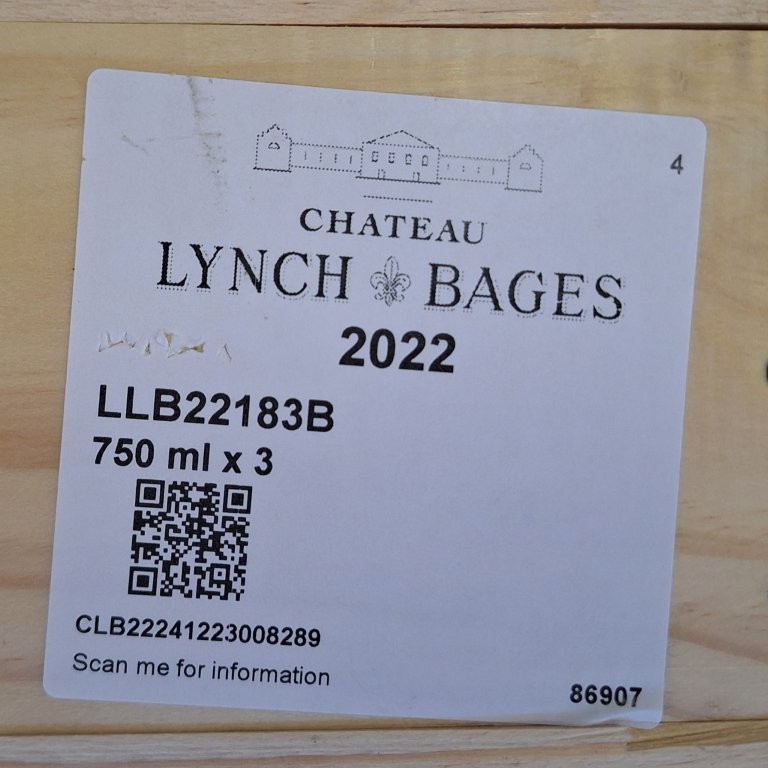 4
CHATEAU
LYNCH BAGES
2022
LLB22183B
750 ml x 3
CLB22241223008289
Scan me for information
86907